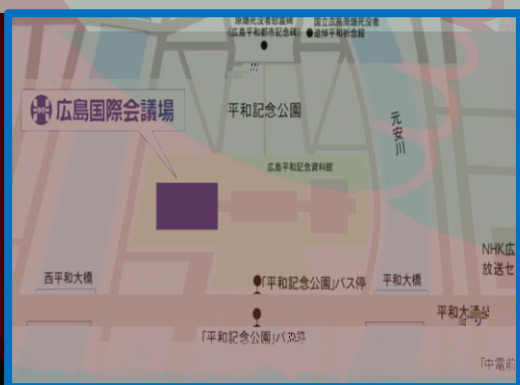 原爆死没者慰霊碑
(広島平和都市記念碑)
国立広島原爆死没者
追悼平和祈念館
広島国際会議場
平和記念公園
元安川
広島平和記念資料館
NHK広
放送セ
西平和大橋
「平和記念公園」バス停
平和大橋
平和大通り
「平和記念公園」バス停
「中電前